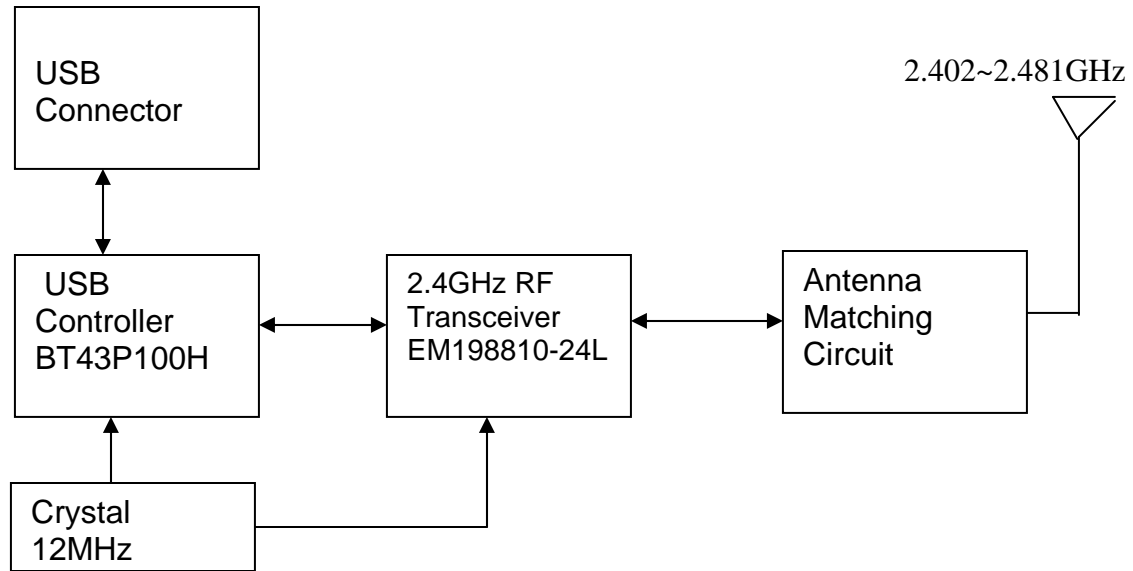 USB
Connector
2.402~2.481GHz
USB
Controller
BT43P100H
2.4GHz RF
Transceiver
EM198810-24L
Antenna
Matching
Circuit
Crystal
12MHz